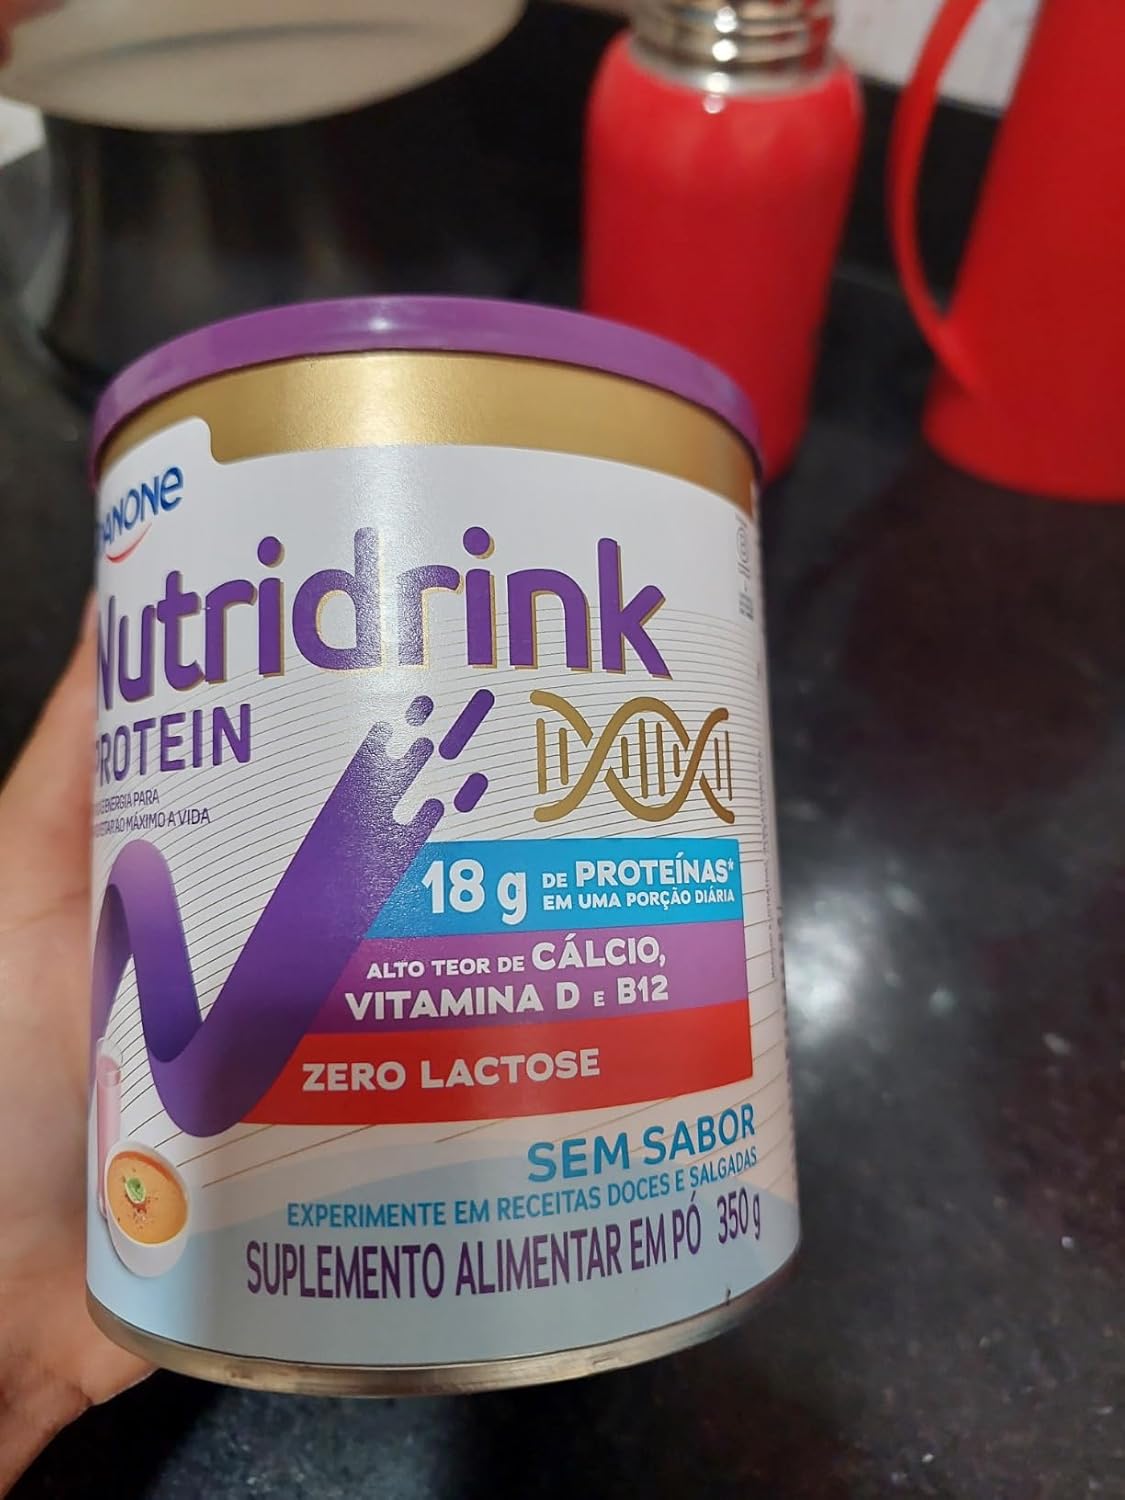 DANONE
Nutridrink
PROTEIN
ENERGIA PARA
AO MÁXIMO A VIDA
18 g DE PROTEÍNAS*
EM UMA PORÇÃO DIÁRIA
ALTO TEOR DE CÁLCIO,
VITAMINA D E B12
ZERO LACTOSE
SEM SABOR
EXPERIMENTE EM RECEITAS DOCES E SALGADAS
SUPLEMENTO ALIMENTAR EM PÓ 350 g